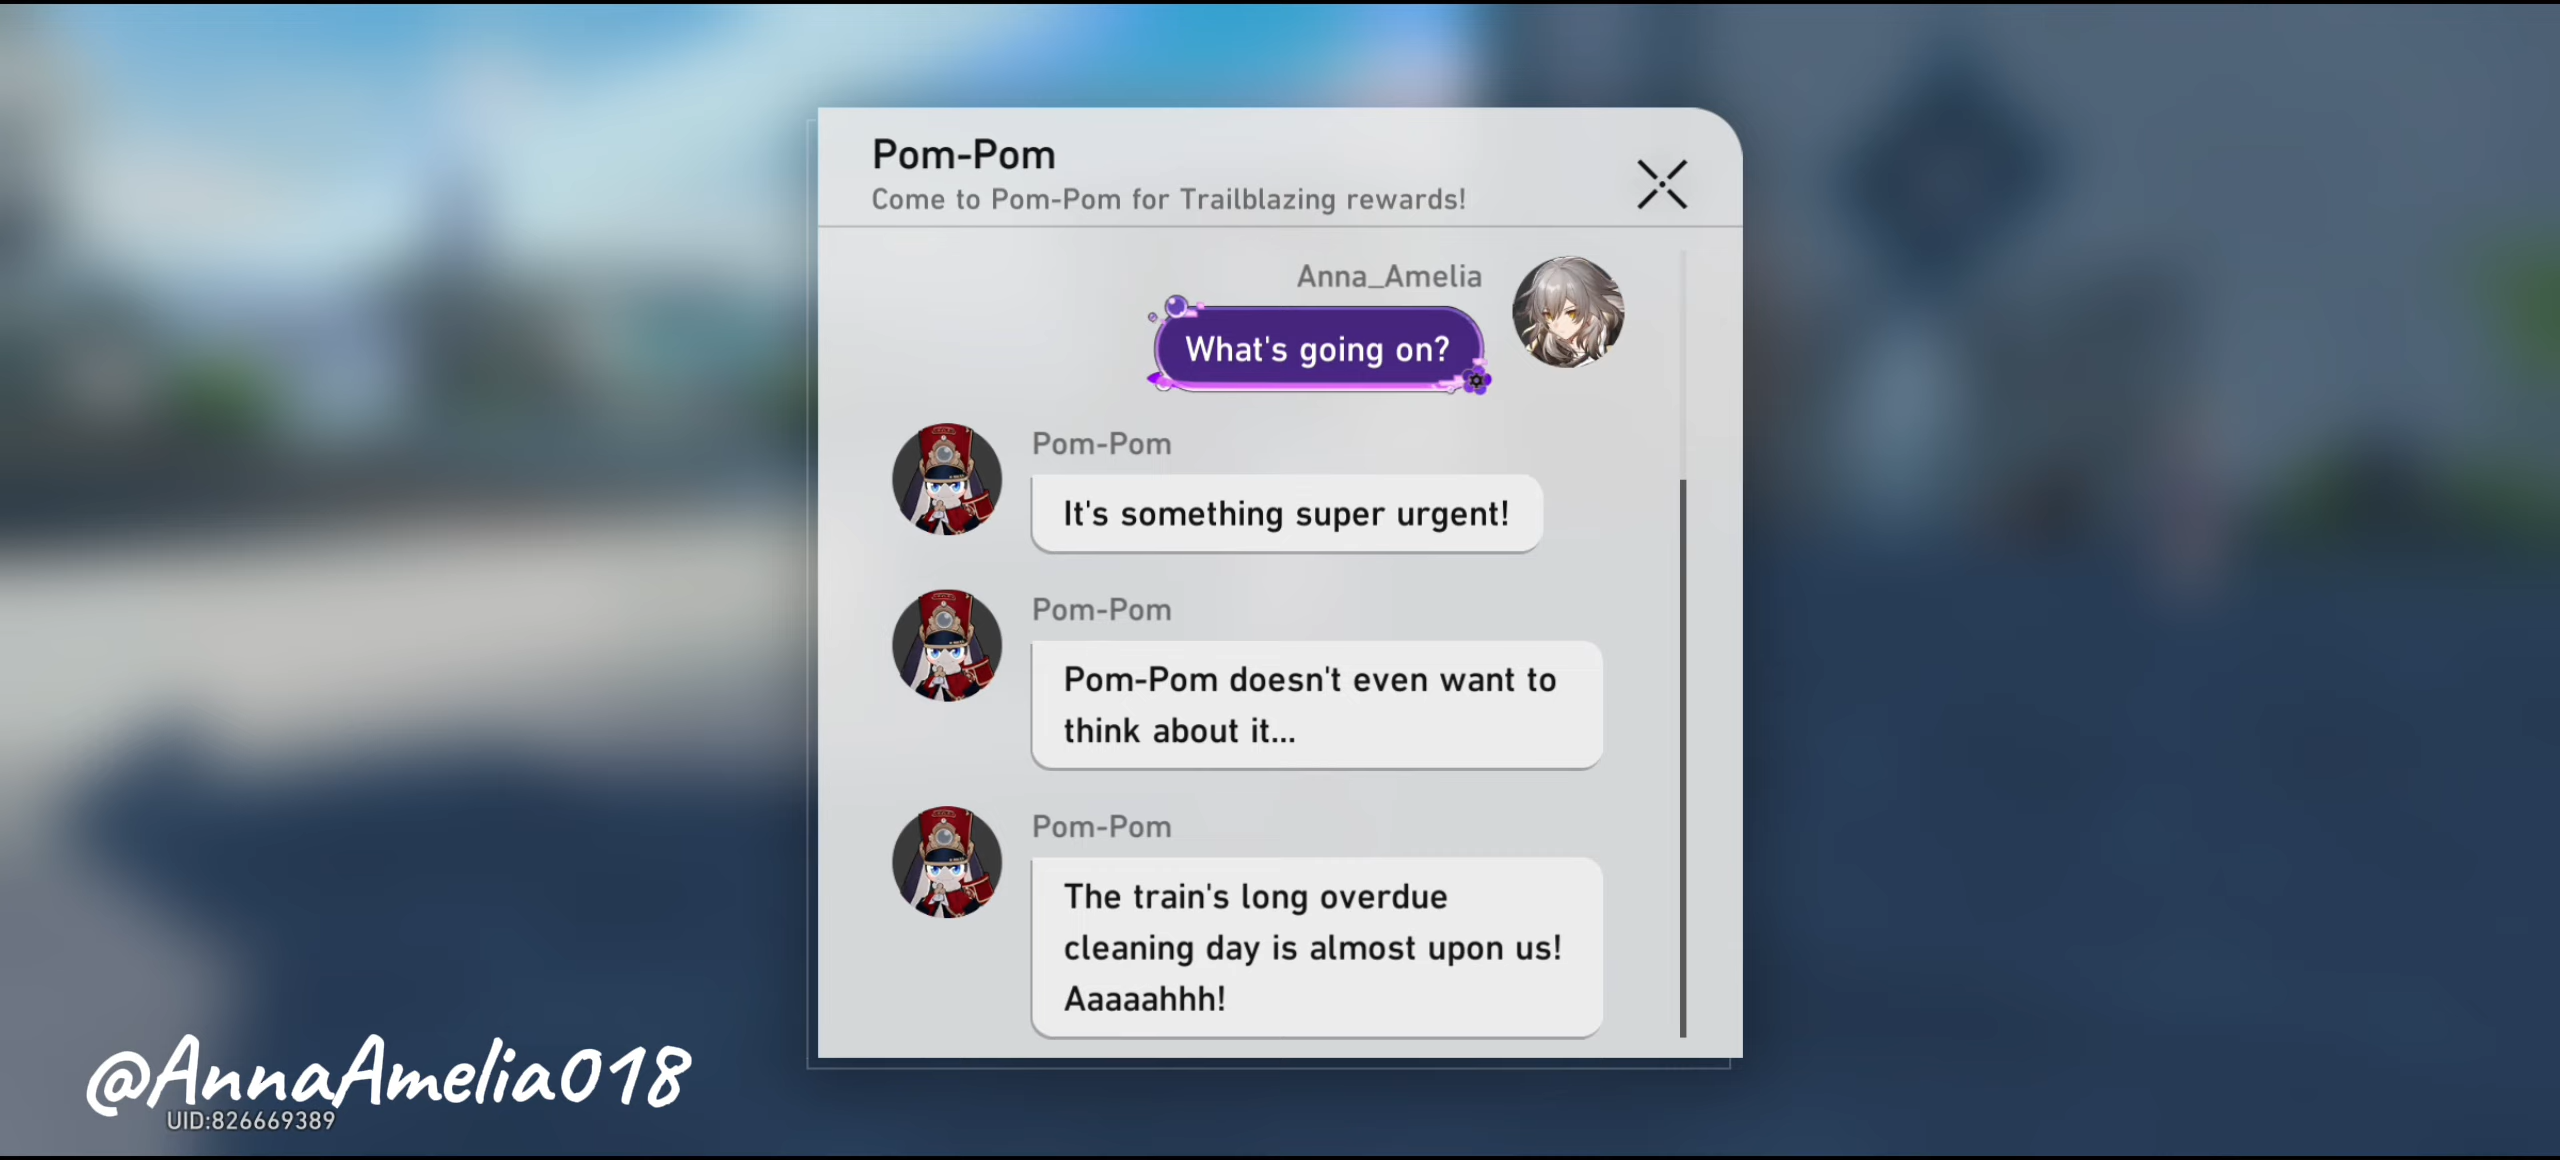 Pom-Pom
Come to Pom-Pom for Trailblazing rewards!
Anna_Amelia
What's going on?
Pom-Pom
It's something super urgent!
Pom-Pom
Pom-Pom doesn't even want to
think about it...
Pom-Pom
The train's long overdue
cleaning day is almost upon us!
Aaaaahhh!
@AnnaAmelia018
UID:826669389